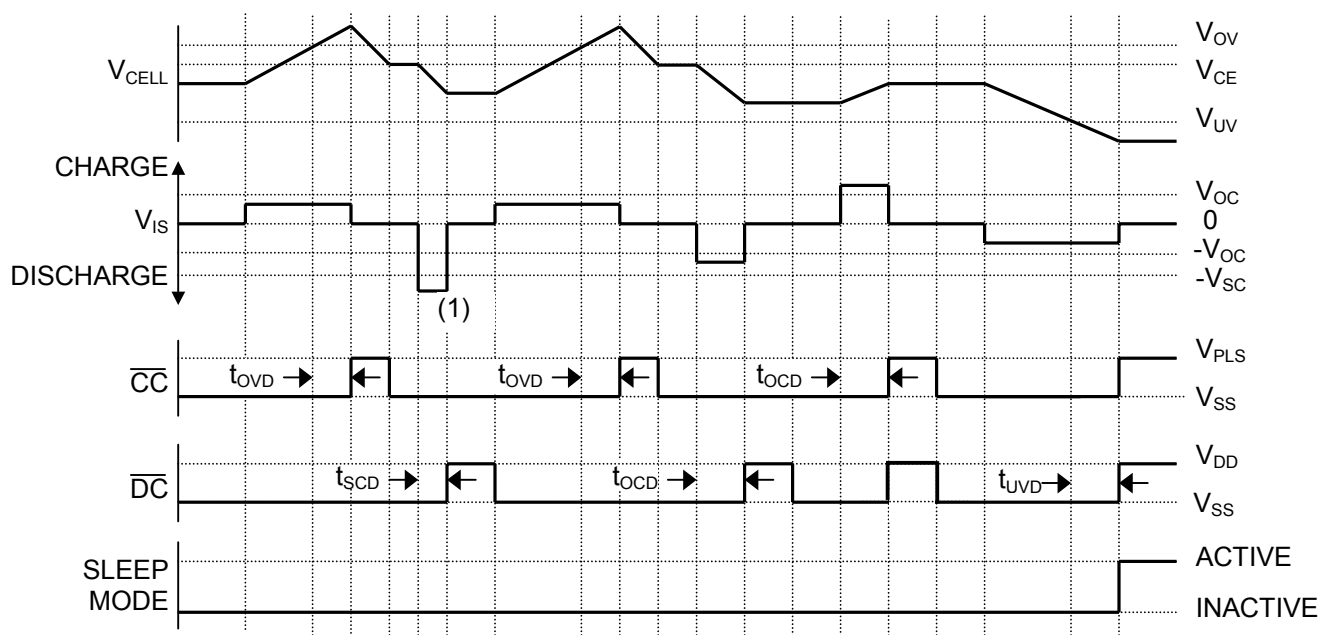 V_OV
V_CELL
V_CE
V_UV
CHARGE
V_OC
V_IS
0
-V_OC
DISCHARGE
-V_SC
(1)
V_PLS
CC
t_OVD
t_OVD
t_OCD
V_SS
V_DD
DC
t_SCD
t_OCD
t_UVD
V_SS
SLEEP
MODE
ACTIVE
INACTIVE